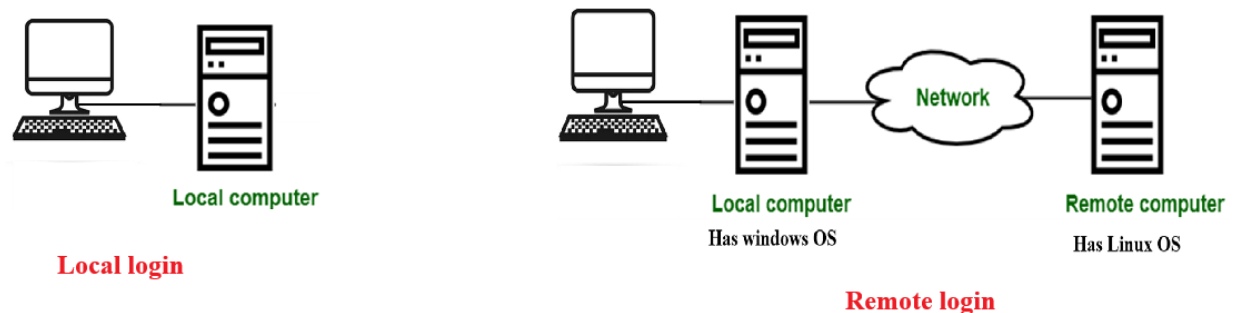 Local computer
Local login
Network
Local computer
Has windows OS
Remote computer
Has Linux OS
Remote login